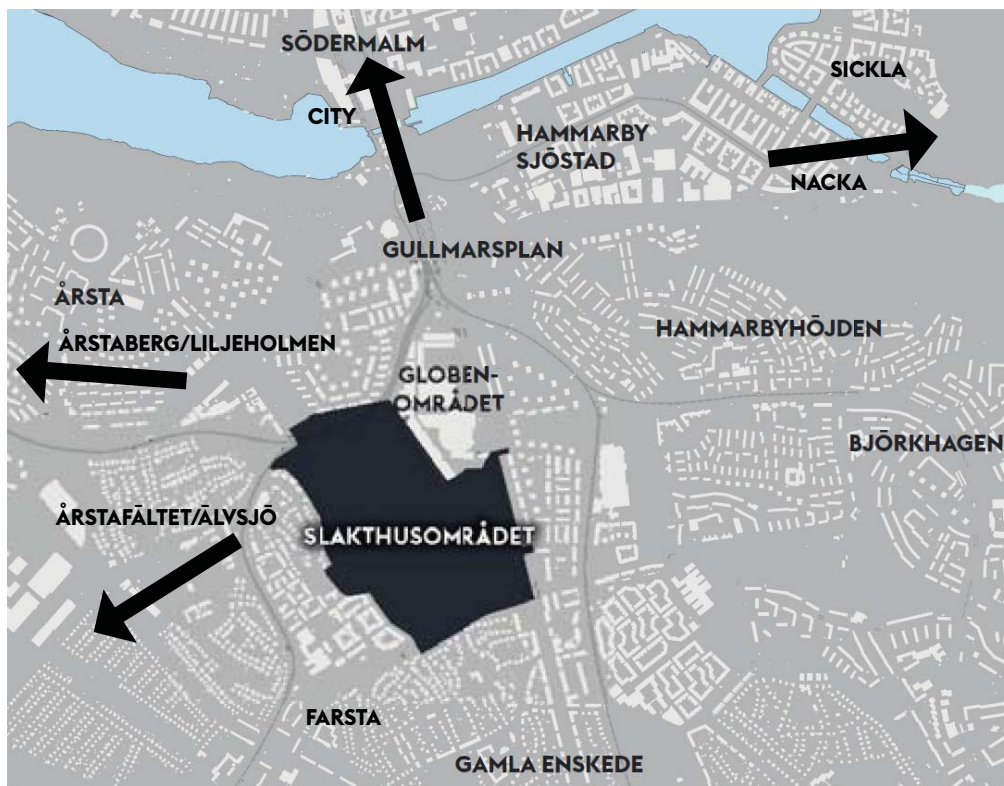 SÖDERMALM
SICKLA
CITY
HAMMARBY
SJÖSTAD
NACKA
GULLMARSPLAN
ÅRSTA
HAMMARBYHÖJDEN
ÅRSTABERG/LILJEHOLMEN
GLOBEN-
OMRÅDET
BJÖRKHAGEN
ÅRSTAFÄLTET/ÄLVSJÖ
SLAKTHUSOMRÅDET
FARSTA
GAMLA ENSKEDE